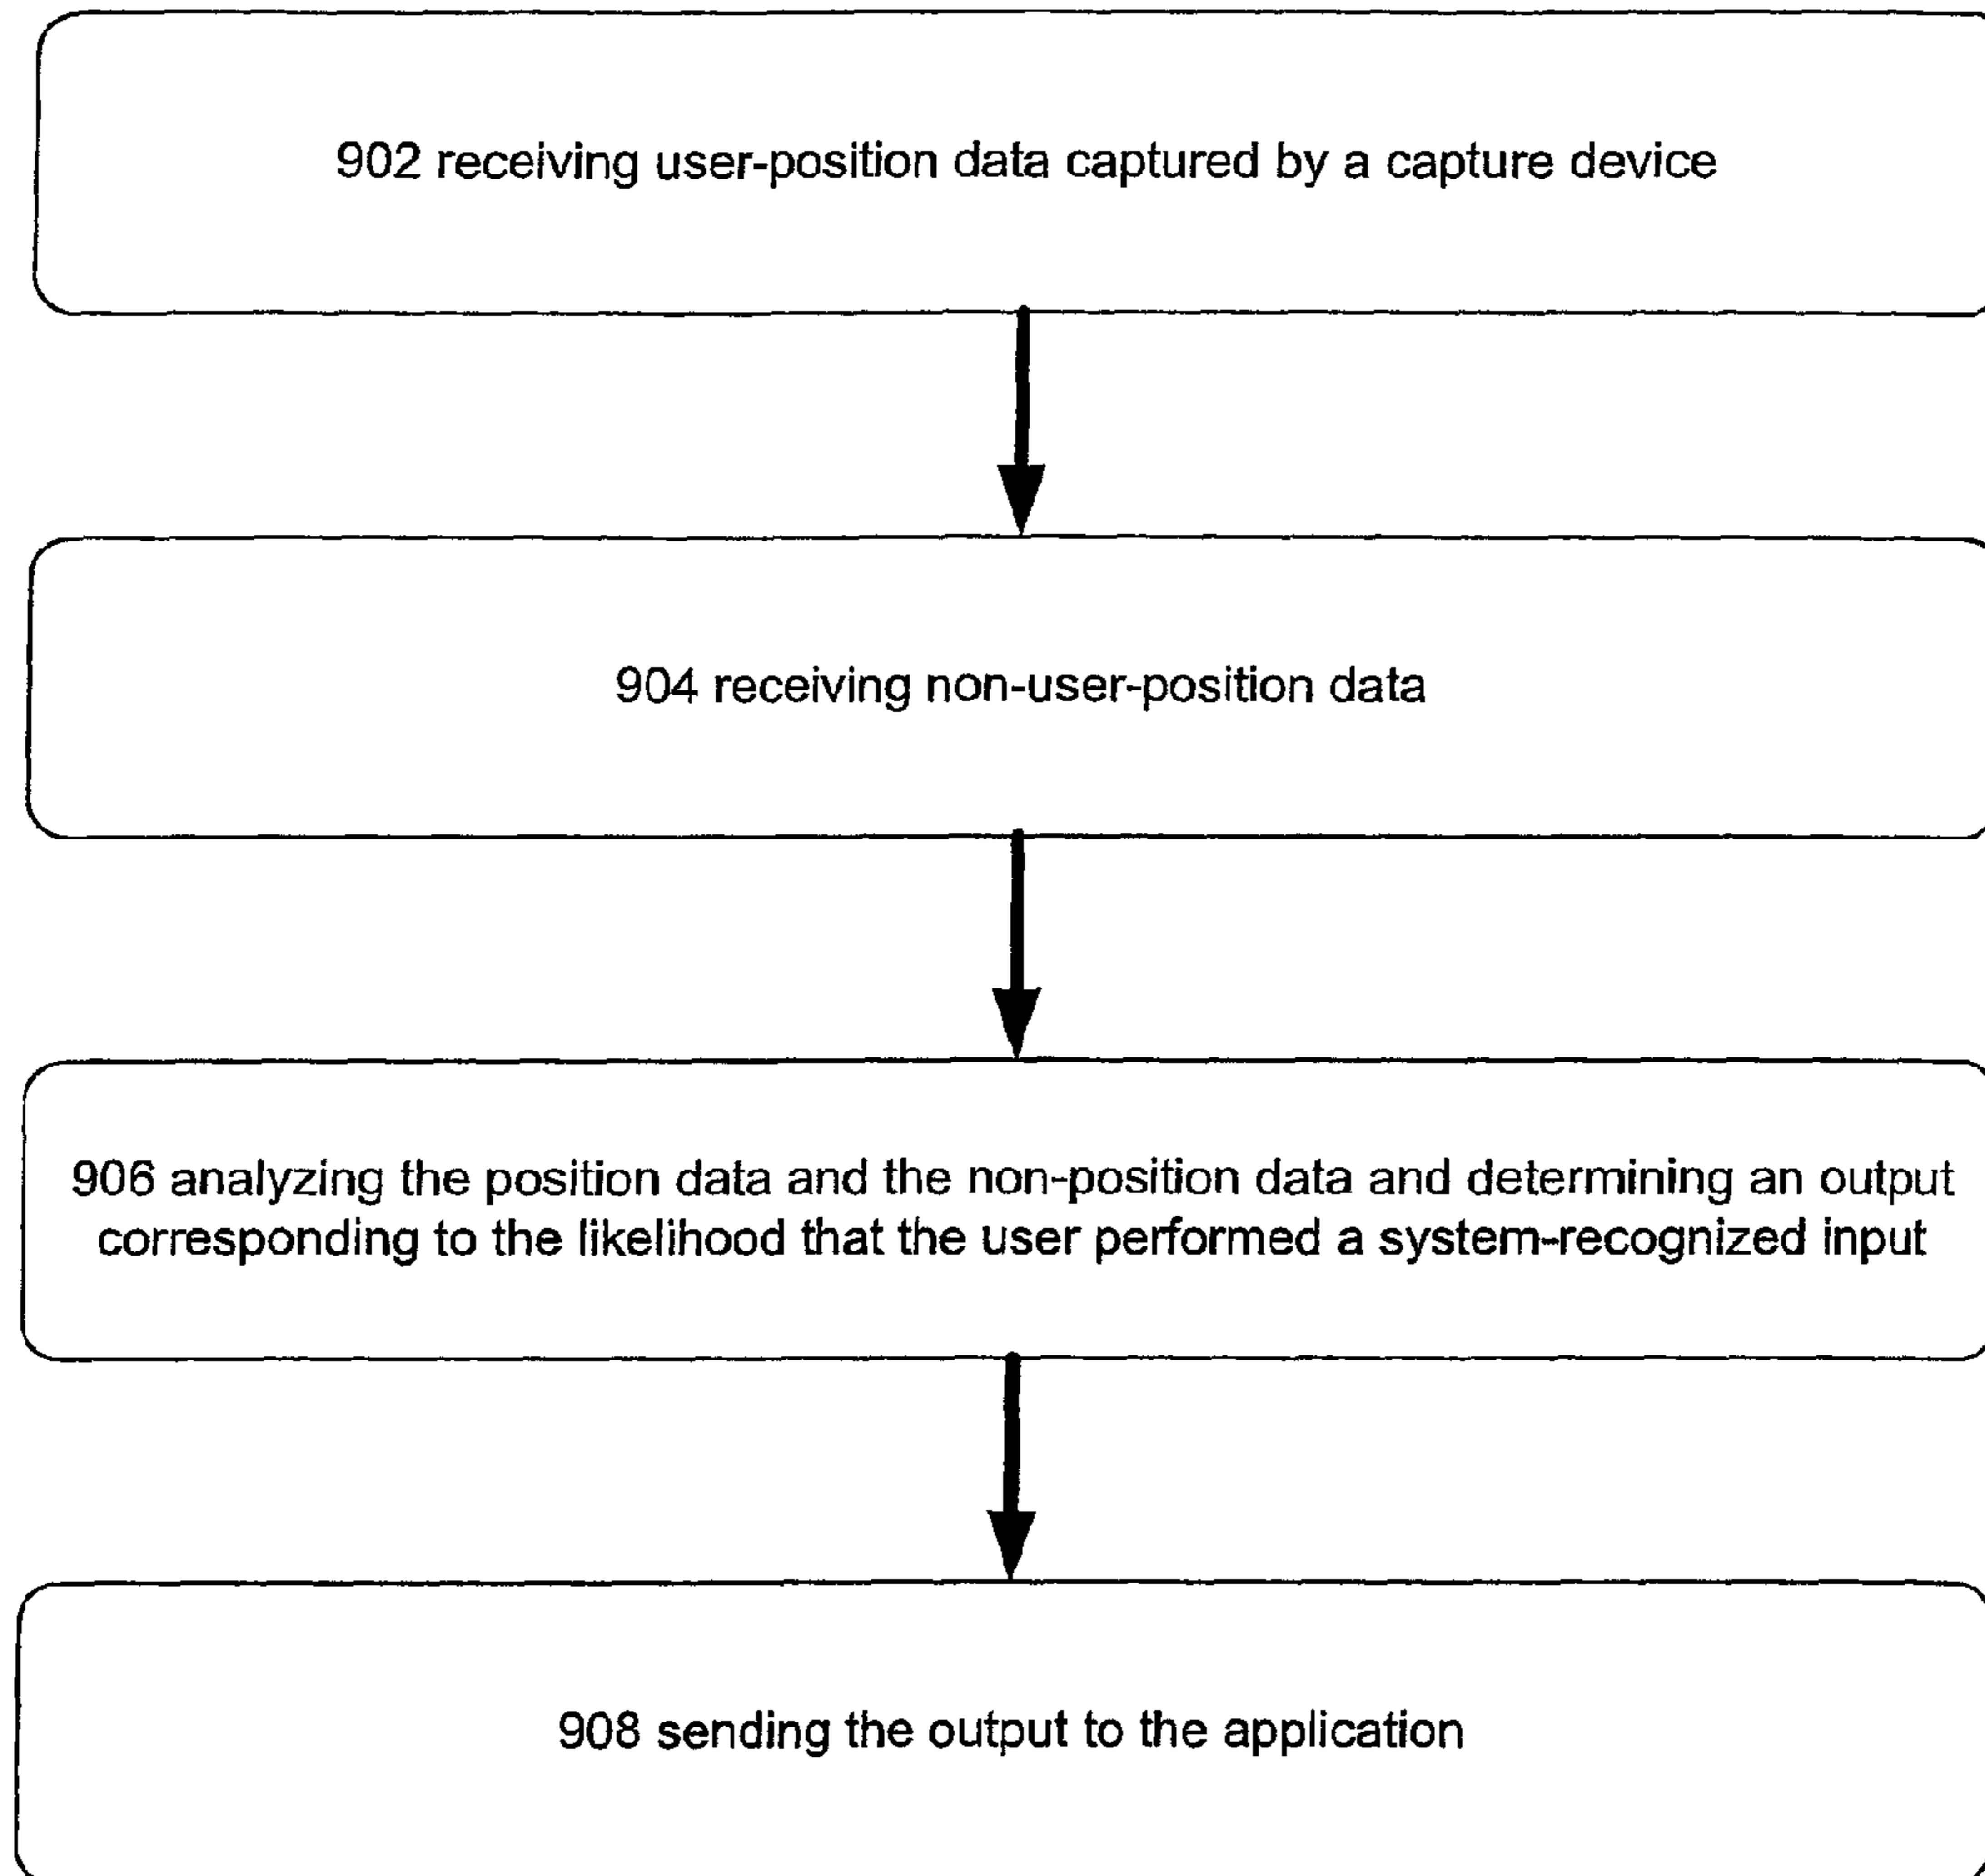 902 receiving user-position data captured by a capture device
904 receiving non-user-position data
906 analyzing the position data and the non-position data and determining an output
corresponding to the likelihood that the user performed a system-recognized input
908 sending the output to the application